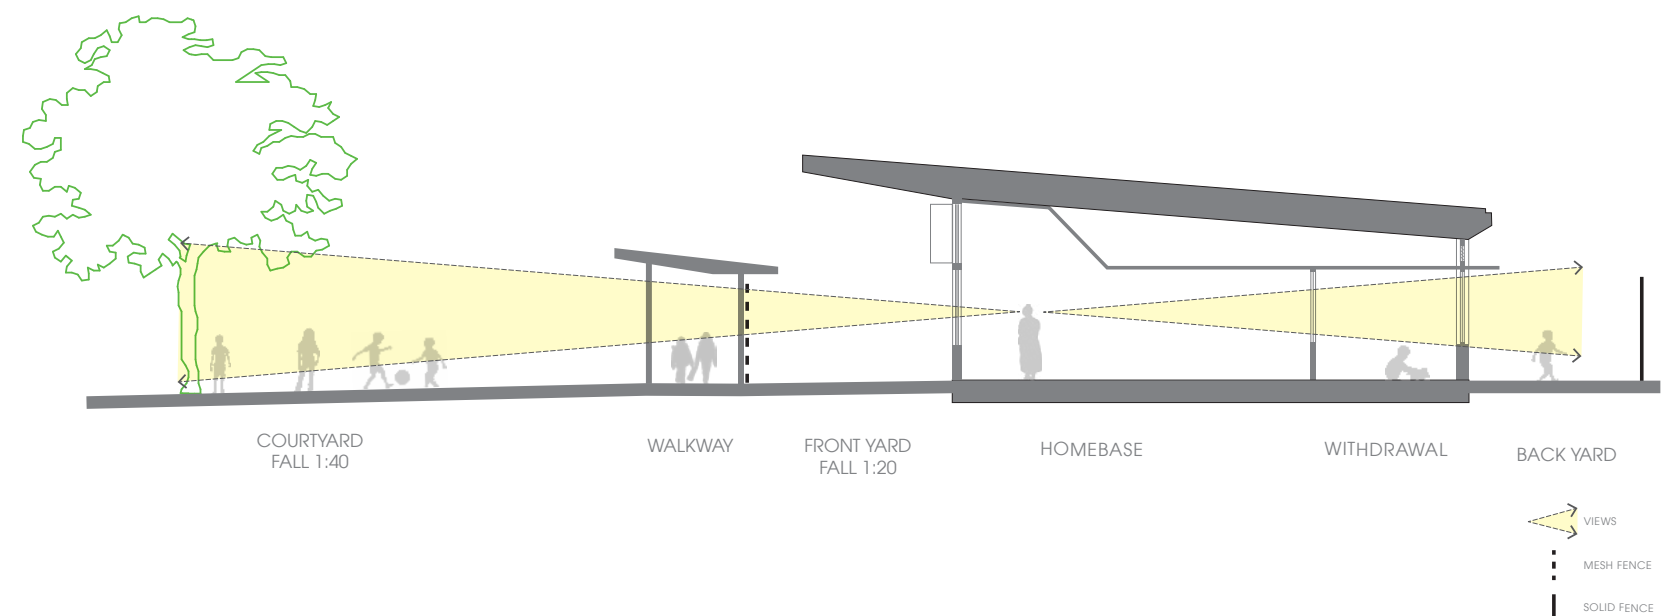 COURTYARD
FALL 1:40
WALKWAY
FRONT YARD
FALL 1:20
HOMEBASE
WITHDRAWAL
BACK YARD
VIEWS
MESH FENCE
SOLID FENCE